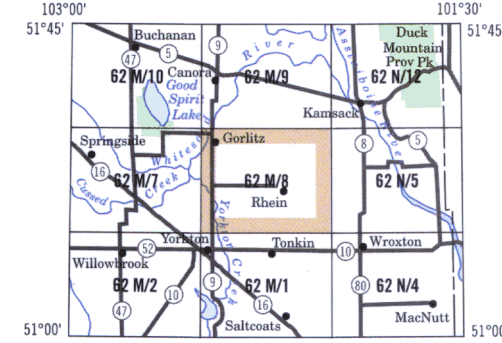 103°00'
101°30'
51°45'
51°45
Buchanan
9
Duck
Mountain
Prov Pk
5
47
River
Assiniboine River
62 M/10
Canora
62 M/9
62 N/12
Good
Spirit
Lake
Kamsack
Springside
Gorlitz
8
5
Whitesand
16
62 M/7
Creek
62 M/8
62 N/5
Cussed
Rhein
Yorkton Creek
52
Yorkton
Tonkin
10
Wroxton
Willowbrook
62 M/2
10
9
62 M/1
80
62 N/4
47
16
MacNutt
Saltcoats
51°00'
51°00